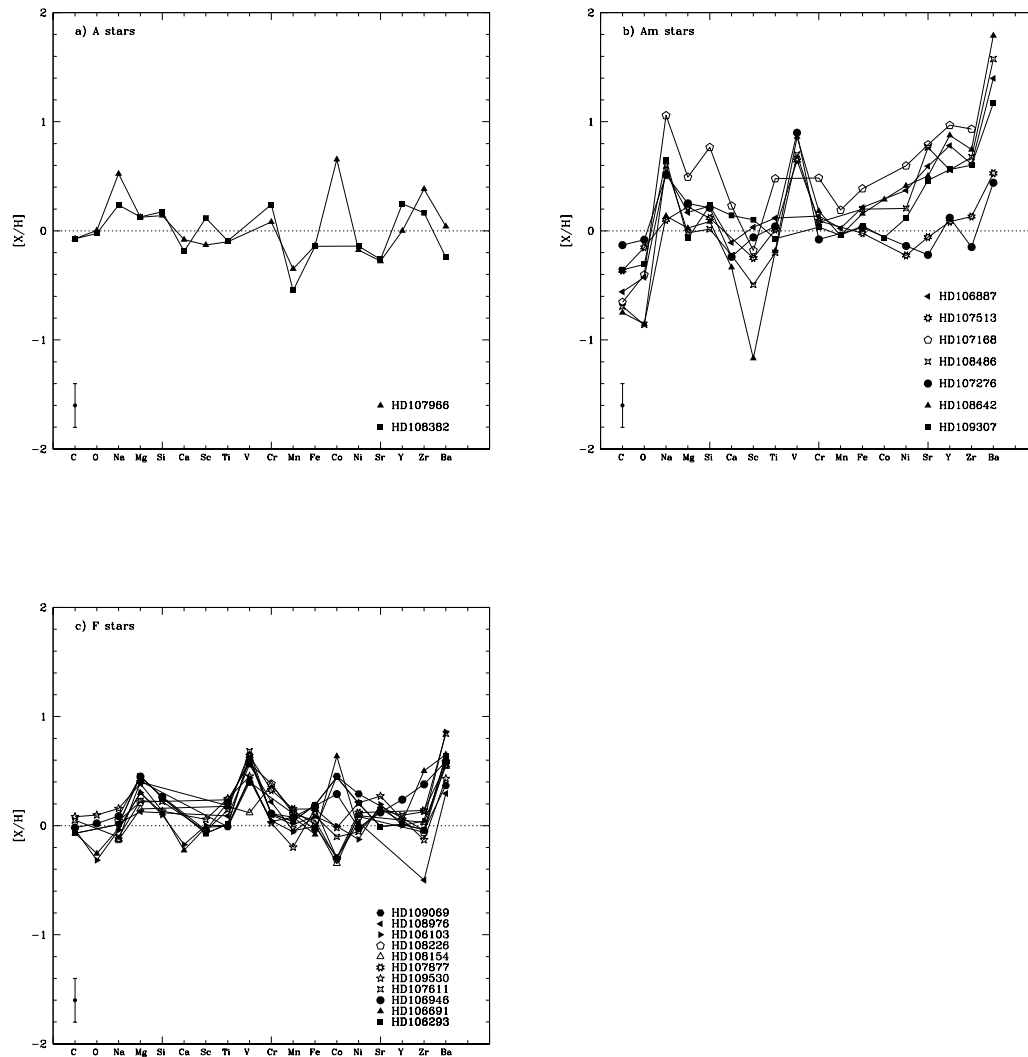 a) A stars
2
1
0
−1
−2
[X/H]
HD107966
HD108382
C O Na Mg Si Ca Sc Ti V Cr Mn Fe Co Ni Sr Y Zr Ba
b) Am stars
2
1
0
−1
−2
[X/H]
HD106887
HD107513
HD107168
HD108486
HD107276
HD108642
HD109307
C O Na Mg Si Ca Sc Ti V Cr Mn Fe Co Ni Sr Y Zr Ba
c) F stars
2
1
0
−1
−2
[X/H]
HD109069
HD108976
HD106103
HD108226
HD108154
HD107877
HD109530
HD107611
HD106946
HD106691
HD106293
C O Na Mg Si Ca Sc Ti V Cr Mn Fe Co Ni Sr Y Zr Ba